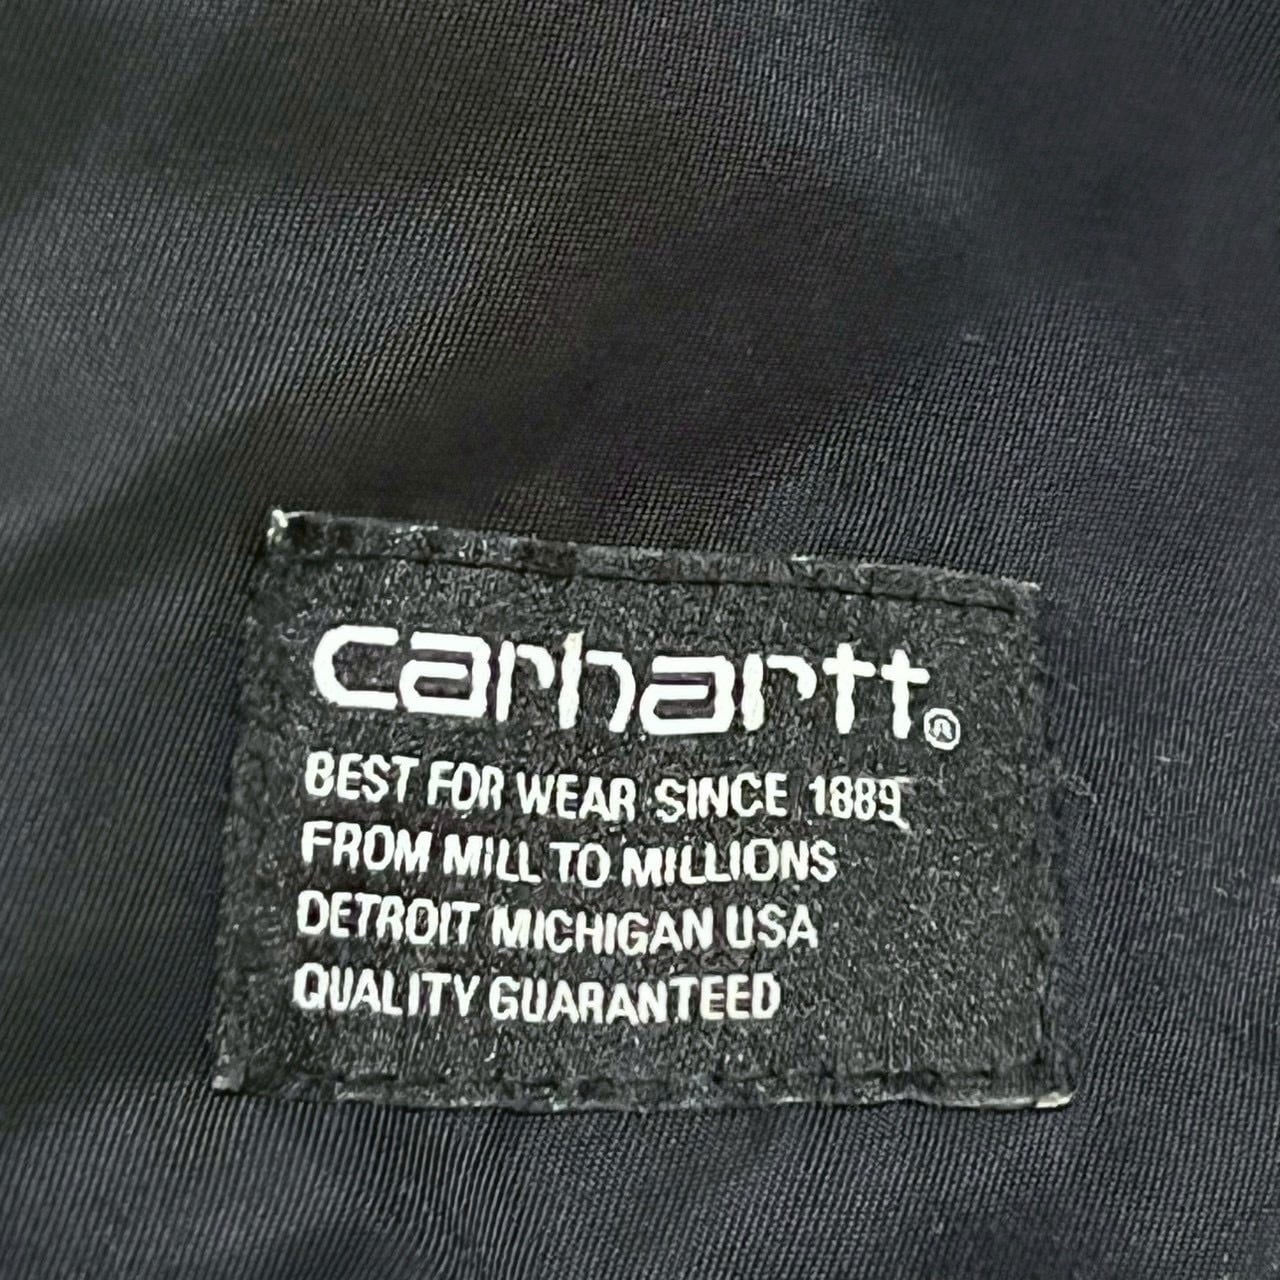 carhartt®
BEST FOR WEAR SINCE 1889
FROM MILL TO MILLIONS
DETROIT MICHIGAN USA
QUALITY GUARANTEED